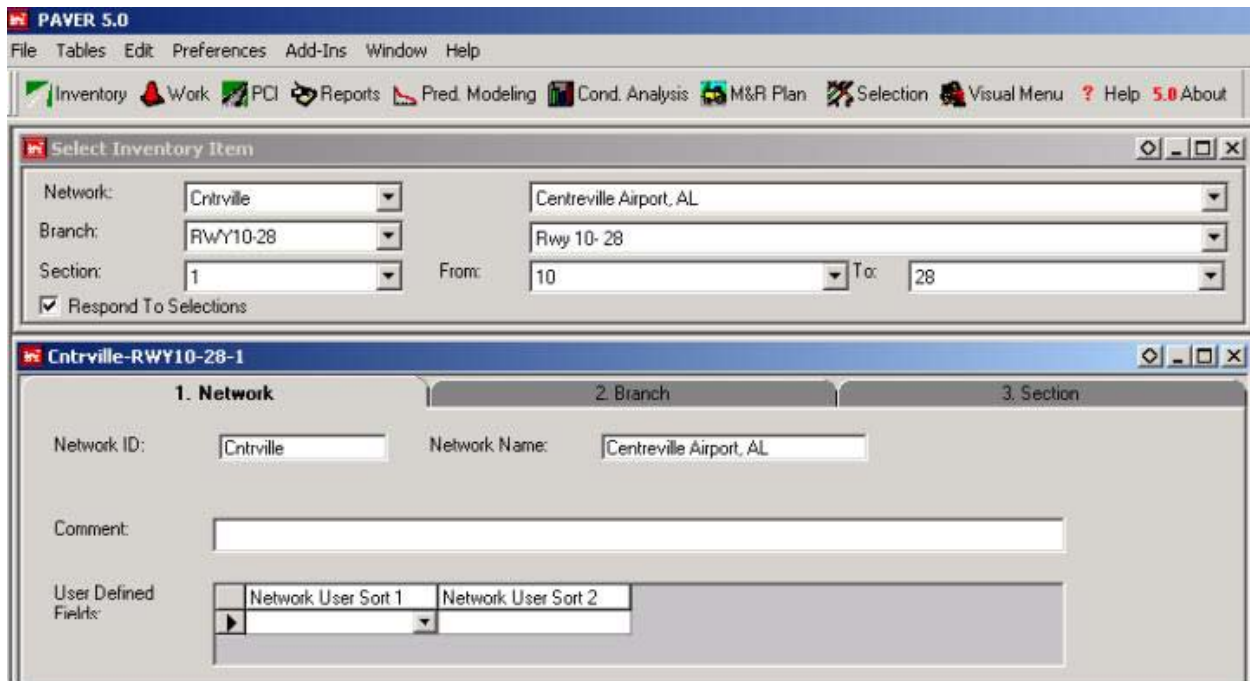 PAVER 5.0
File Tables Edit Preferences Add-Ins Window Help
Inventory Work PCI Reports Pred. Modeling Cond. Analysis M&R Plan Selection Visual Menu ? Help 5.0 About
Select Inventory Item
Network: Cntrville Centreville Airport, AL
Branch: RWY10-28 Rwy 10- 28
Section: 1 From: 10 To: 28
Respond To Selections
Cntrville-RWY10-28-1
1. Network 2. Branch 3. Section
Network ID: Cntrville Network Name: Centreville Airport, AL
Comment:
User Defined Network User Sort 1 Network User Sort 2
Fields: